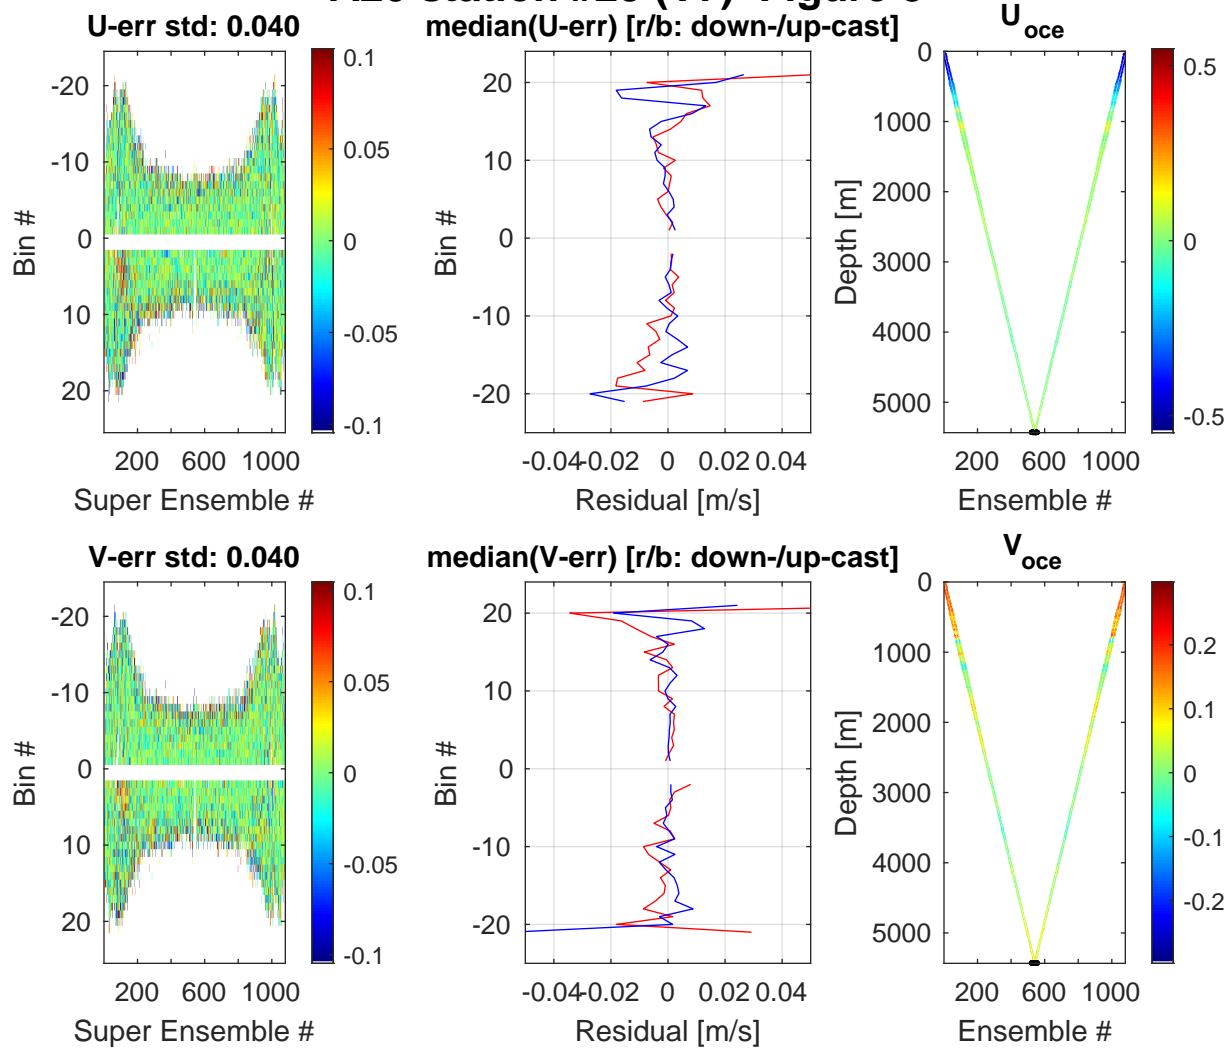 U-err std: 0.040
-20
-10
0
10
20
200 600 1000
Super Ensemble #
Bin #
0.1
0.05
0
-0.05
-0.1
median(U-err) [r/b: down-/up-cast]
20
10
0
-10
-20
-0.04 -0.02 0 0.02 0.04
Residual [m/s]
Bin #
Uoce
0
1000
2000
3000
4000
5000
200 600 1000
Ensemble #
Depth [m]
0.5
0
-0.5
V-err std: 0.040
-20
-10
0
10
20
200 600 1000
Super Ensemble #
Bin #
0.1
0.05
0
-0.05
-0.1
median(V-err) [r/b: down-/up-cast]
20
10
0
-10
-20
-0.04 -0.02 0 0.02 0.04
Residual [m/s]
Bin #
Voce
0
1000
2000
3000
4000
5000
200 600 1000
Ensemble #
Depth [m]
0.2
0.1
0
-0.1
-0.2